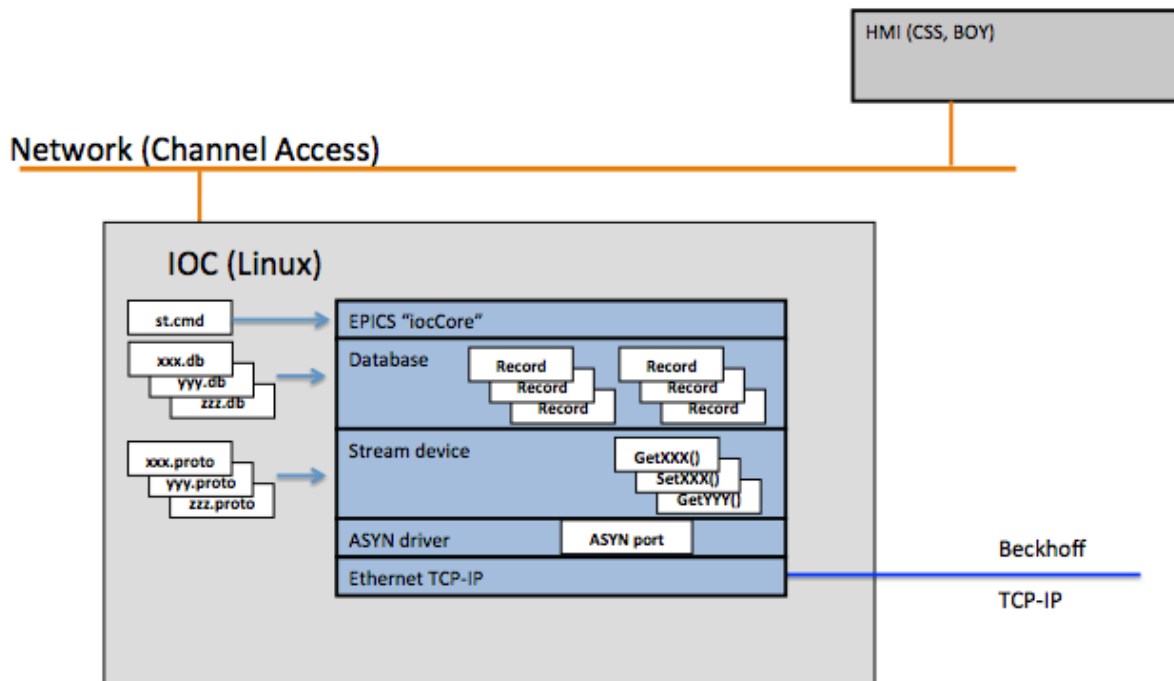 HMI (CSS, BOY)
Network (Channel Access)
IOC (Linux)
st.cmd
EPICS “iocCore“
xxx.db
yyy.db
zzz.db
Database
Record
Record
Record
Record
Record
Record
xxx.proto
yyy.proto
zzz.proto
Stream device
GetXXX()
SetXXX()
GetYYY()
ASYN driver
ASYN port
Ethernet TCP-IP
Beckhoff
TCP-IP